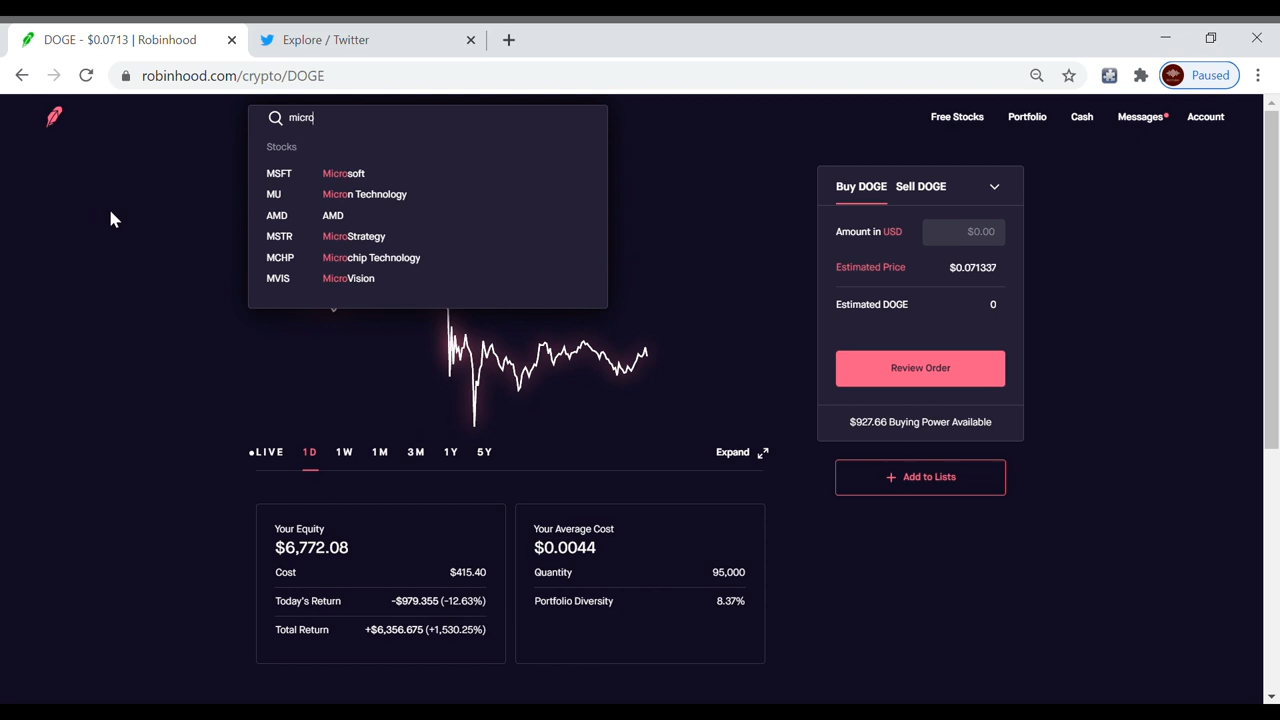 DOGE - $0.0713 | Robinhood
Explore / Twitter
robinhood.com/crypto/DOGE
Paused
micro
Free Stocks Portfolio Cash Messages Account
Stocks
MSFT Microsoft
MU Micron Technology
AMD AMD
MSTR MicroStrategy
MCHP Microchip Technology
MVIS MicroVision
Buy DOGE Sell DOGE
Amount in USD $0.00
Estimated Price $0.071337
Estimated DOGE 0
Review Order
$927.66 Buying Power Available
Add to Lists
LIVE 1D 1W 1M 3M 1Y 5Y Expand
Your Equity
$6,772.08
Cost $415.40
Today's Return -$979.355 (-12.63%)
Total Return +$6,356.675 (+1,530.25%)
Your Average Cost
$0.0044
Quantity 95,000
Portfolio Diversity 8.37%